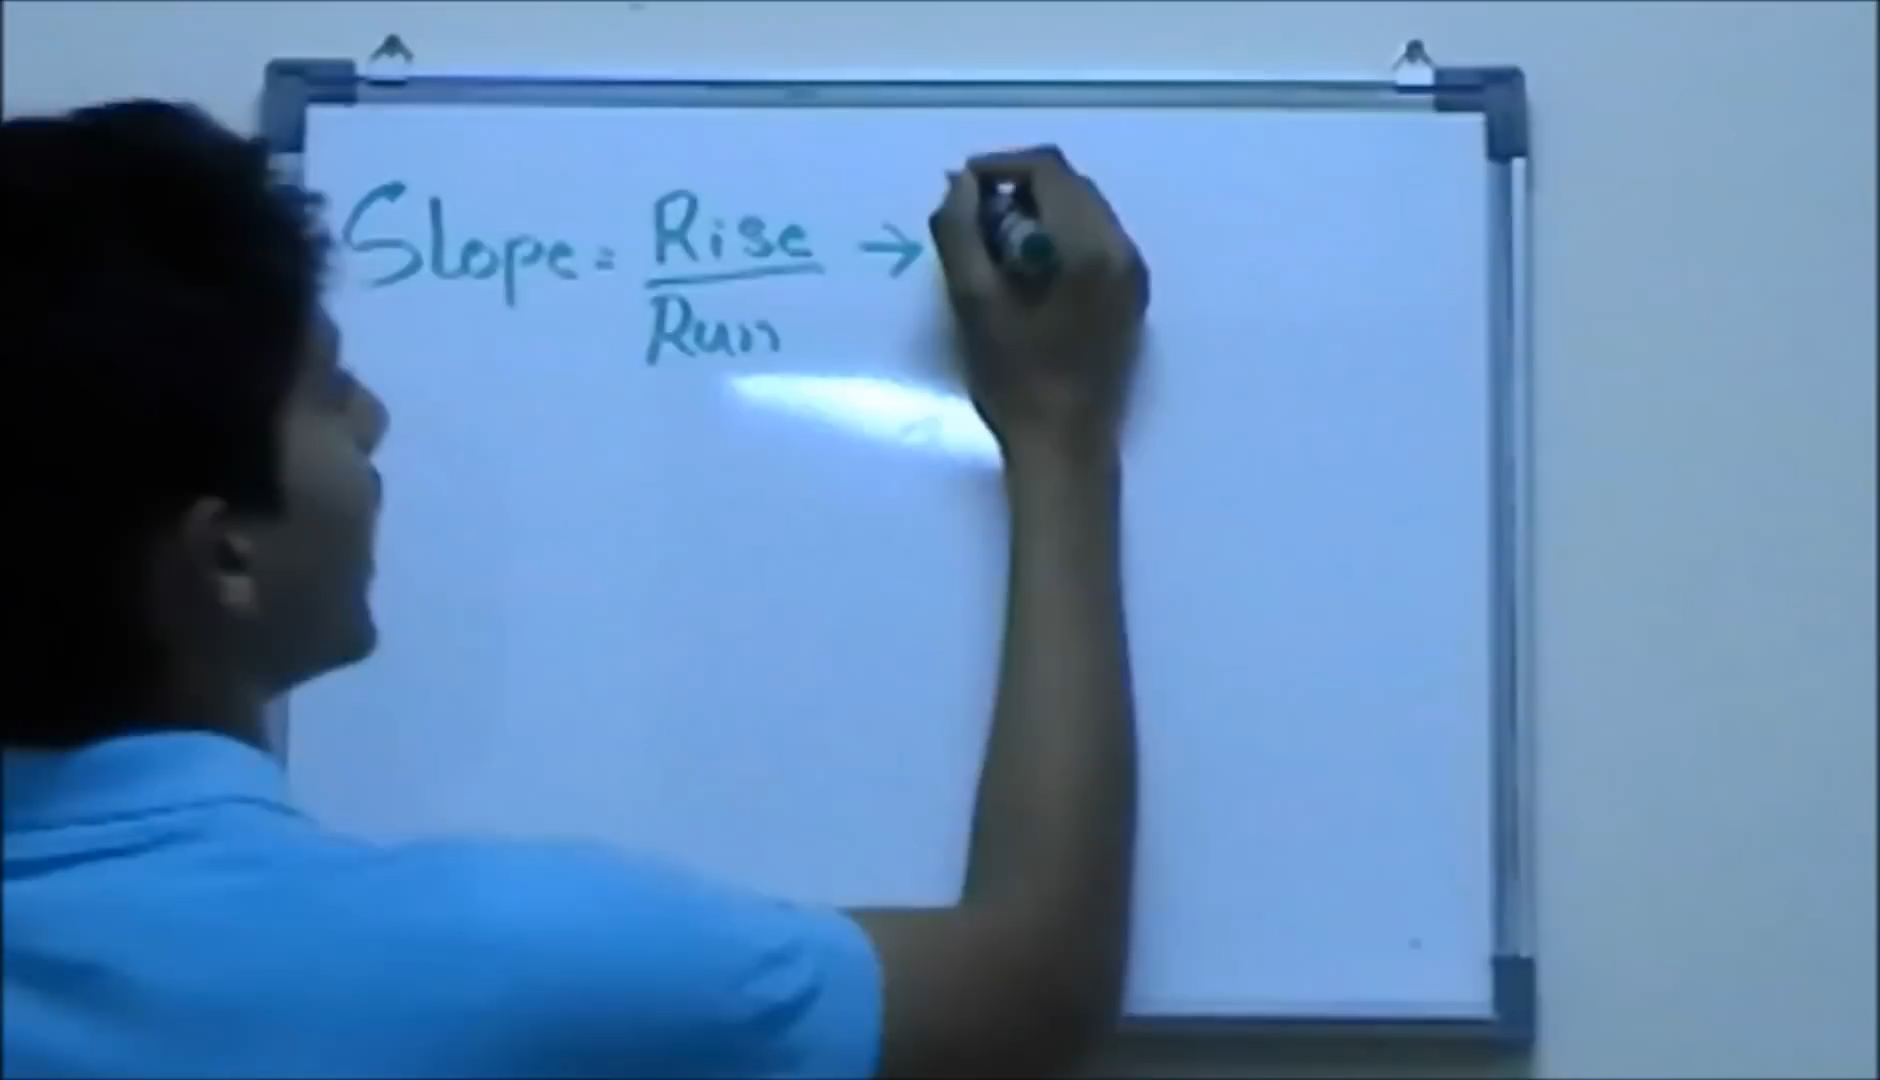 Slope = Rise →
Run